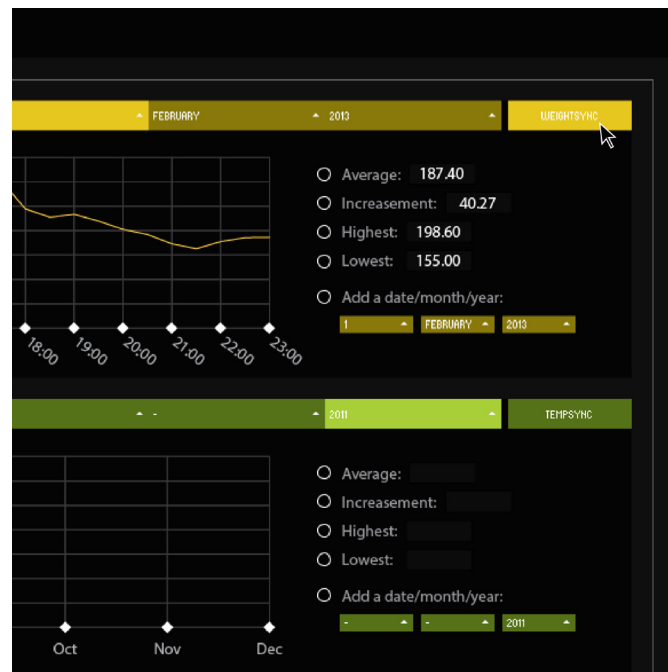 FEBRUARY 2013 WEIGHTSYNC
Average: 187.40
Increasement: 40.27
Highest: 198.60
Lowest: 155.00
Add a date/month/year:
1 FEBRUARY 2013
18:00 19:00 20:00 21:00 22:00 23:00
- 2011 TEMPSYNC
Average:
Increasement:
Highest:
Lowest:
Add a date/month/year:
- - 2011
Oct Nov Dec